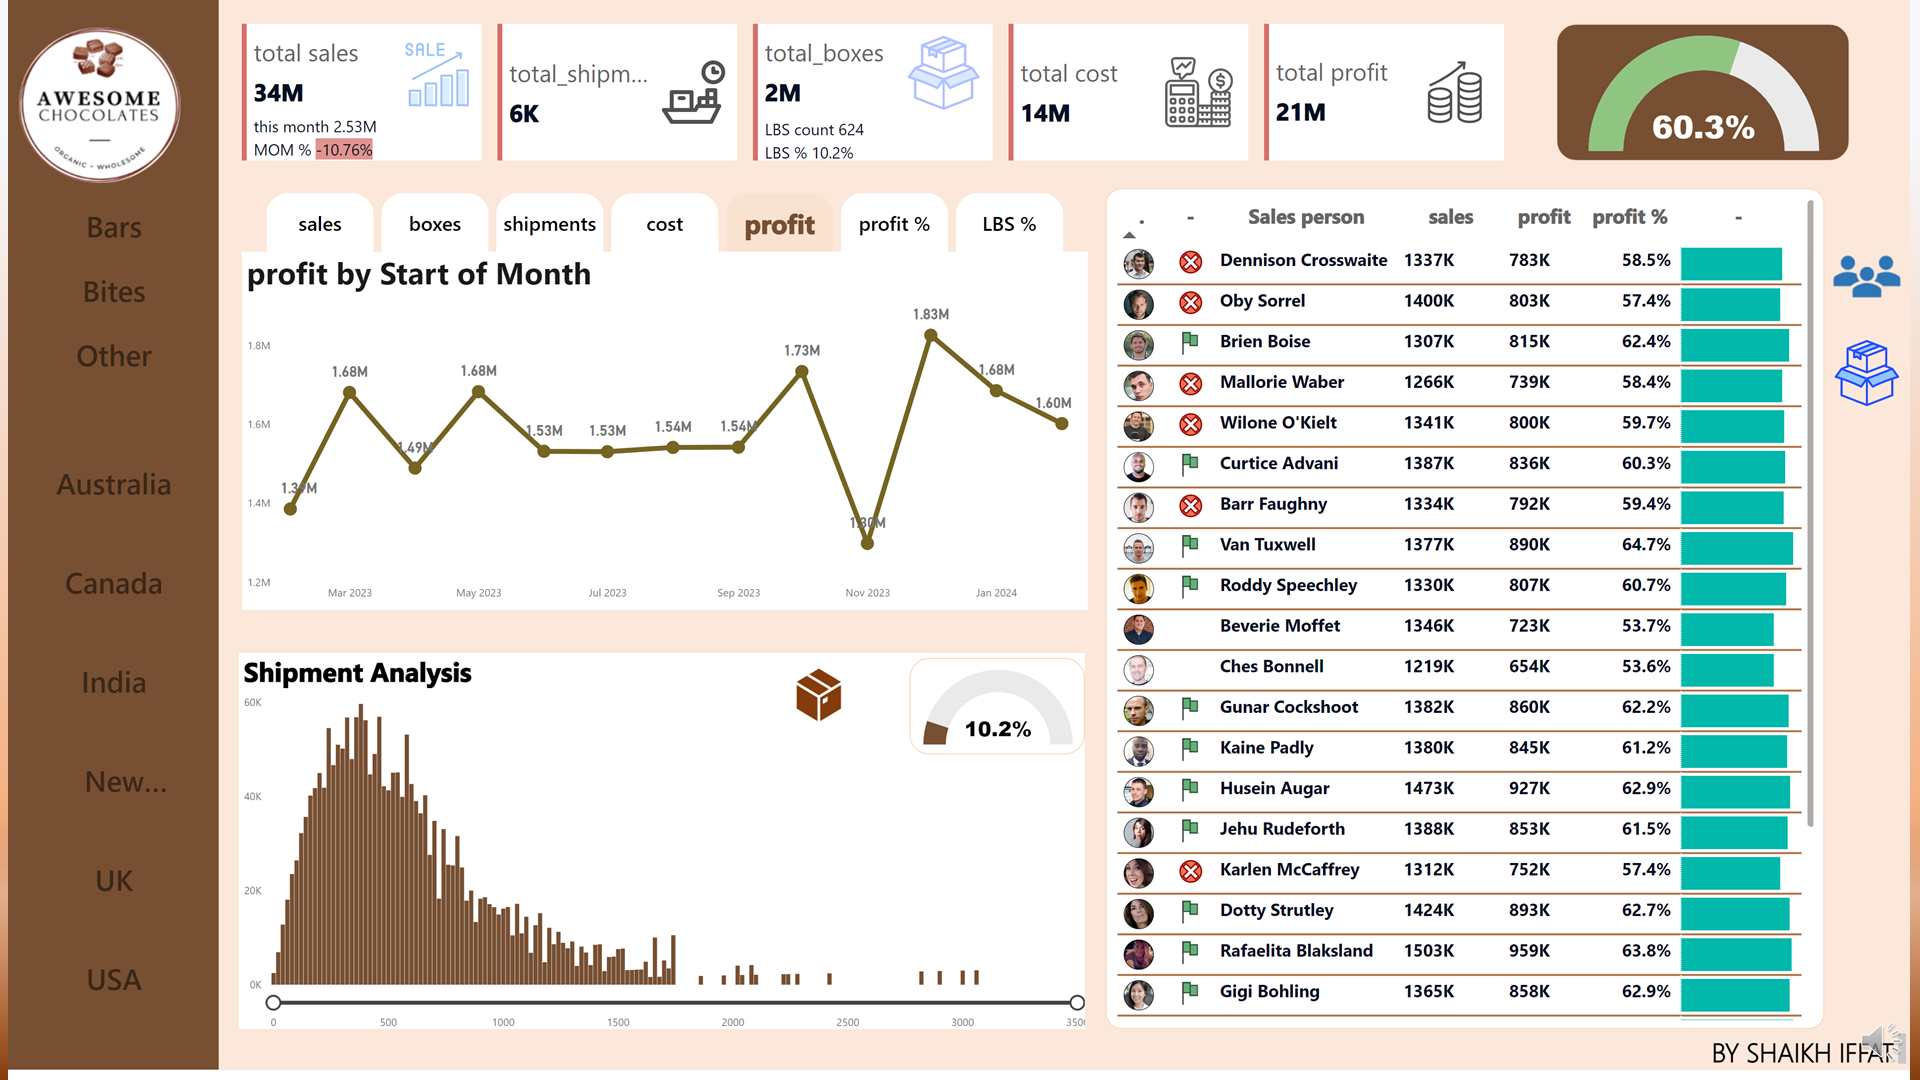 AWESOME
CHOCOLATES
ORGANIC ~ WHOLESOME
Bars
Bites
Other
Australia
Canada
India
New...
UK
USA
total sales
34M
this month 2.53M
MOM % -10.76%
SALE
total_shipm...
6K
total_boxes
2M
LBS count 624
LBS % 10.2%
total cost
14M
total profit
21M
60.3%
sales
boxes
shipments
cost
profit
profit %
LBS %
profit by Start of Month
1.8M
1.6M
1.4M
1.2M
1.39M
1.68M
1.49M
1.68M
1.53M
1.53M
1.54M
1.54M
1.73M
1.30M
1.83M
1.68M
1.60M
Mar 2023
May 2023
Jul 2023
Sep 2023
Nov 2023
Jan 2024
Shipment Analysis
10.2%
60K
40K
20K
0K
0
500
1000
1500
2000
2500
3000
3500
. - Sales person sales profit profit % -
Dennison Crosswaite 1337K 783K 58.5%
Oby Sorrel 1400K 803K 57.4%
Brien Boise 1307K 815K 62.4%
Mallorie Waber 1266K 739K 58.4%
Wilone O'Kielt 1341K 800K 59.7%
Curtice Advani 1387K 836K 60.3%
Barr Faughny 1334K 792K 59.4%
Van Tuxwell 1377K 890K 64.7%
Roddy Speechley 1330K 807K 60.7%
Beverie Moffet 1346K 723K 53.7%
Ches Bonnell 1219K 654K 53.6%
Gunar Cockshoot 1382K 860K 62.2%
Kaine Padly 1380K 845K 61.2%
Husein Augar 1473K 927K 62.9%
Jehu Rudeforth 1388K 853K 61.5%
Karlen McCaffrey 1312K 752K 57.4%
Dotty Strutley 1424K 893K 62.7%
Rafaelita Blaksland 1503K 959K 63.8%
Gigi Bohling 1365K 858K 62.9%
BY SHAIKH IFFAT